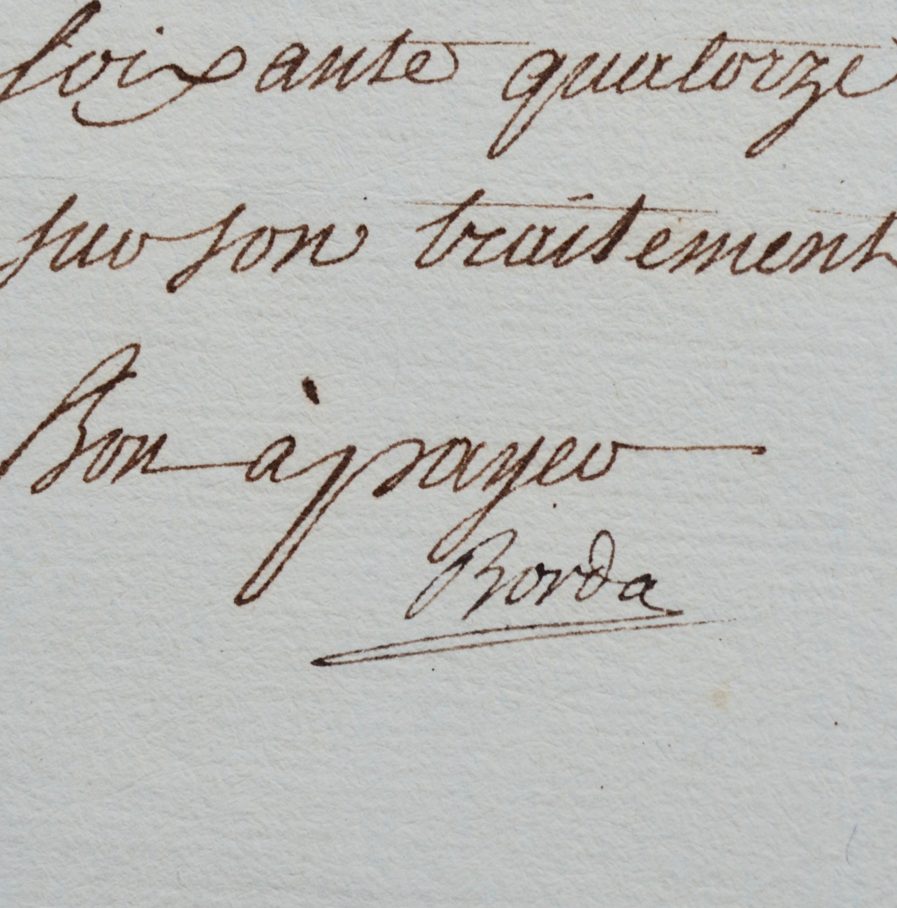 soixante quatorze
sur son traitement
Bon à payer
Borda